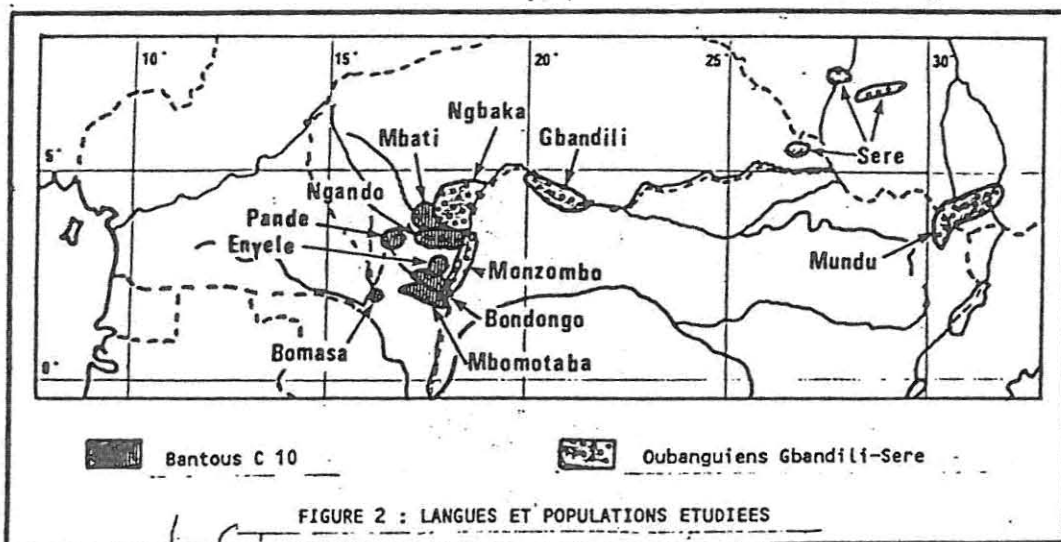 10° 15° 20° 25° 30°
Ngbaka
Mbati
Gbandili
5°
Sere
Ngando
Pande
Enyele
Mundu
Monzombo
Bondongo
Bomasa
Mbomotaba
0°
Bantous C 10
Oubanguiens Gbandili-Sere
FIGURE 2 : LANGUES ET POPULATIONS ETUDIEES